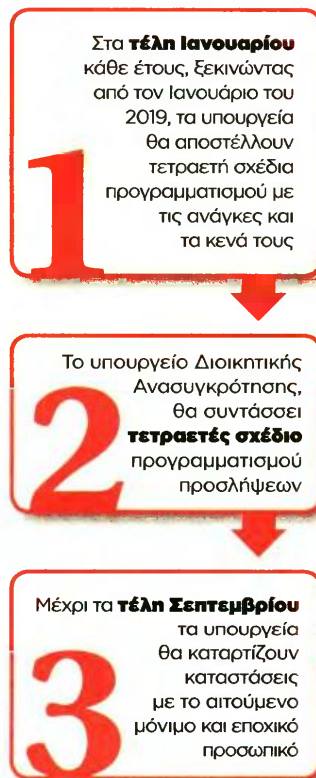 1
Στα τέλη Ιανουαρίου
κάθε έτους, ξεκινώντας
από τον Ιανουάριο του
2019, τα υπουργεία
θα αποστέλλουν
τετραετή σχέδια
προγραμματισμού με
τις ανάγκες και
τα κενά τους
2
Το υπουργείο Διοικητικής
Ανασυγκρότησης,
θα συντάσσει
τετραετές σχέδιο
προγραμματισμού
προσλήψεων
3
Μέχρι τα τέλη Σεπτεμβρίου
τα υπουργεία
θα καταρτίζουν
καταστάσεις
με το αιτούμενο
μόνιμο και εποχικό
προσωπικό